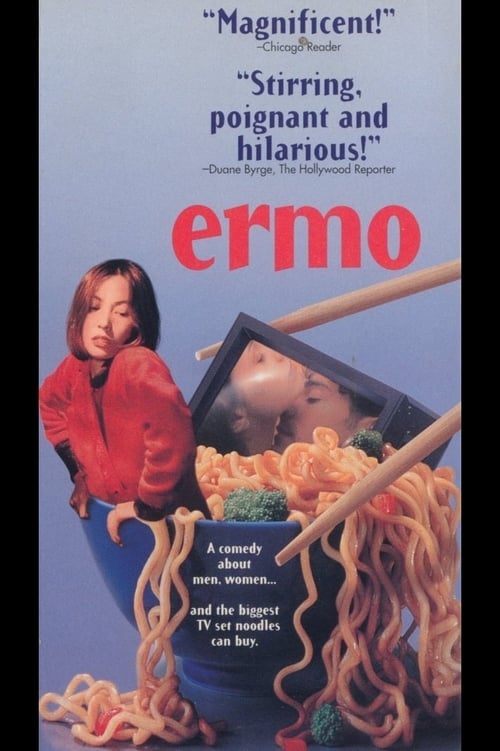 “Magnificent!”
–Chicago Reader
“Stirring,
poignant and
hilarious!”
–Duane Byrge, The Hollywood Reporter
ermo
A comedy
about
men, women...
and the biggest
TV set noodles
can buy.